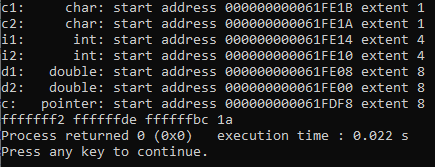 c1:     char: start address 000000000061FE1B extent 1
c2:     char: start address 000000000061FE1A extent 1
i1:      int: start address 000000000061FE14 extent 4
i2:      int: start address 000000000061FE10 extent 4
d1:   double: start address 000000000061FE08 extent 8
d2:   double: start address 000000000061FE00 extent 8
c:   pointer: start address 000000000061FDF8 extent 8
fffffff2 ffffffde ffffffbc 1a
Process returned 0 (0x0)   execution time : 0.022 s
Press any key to continue.